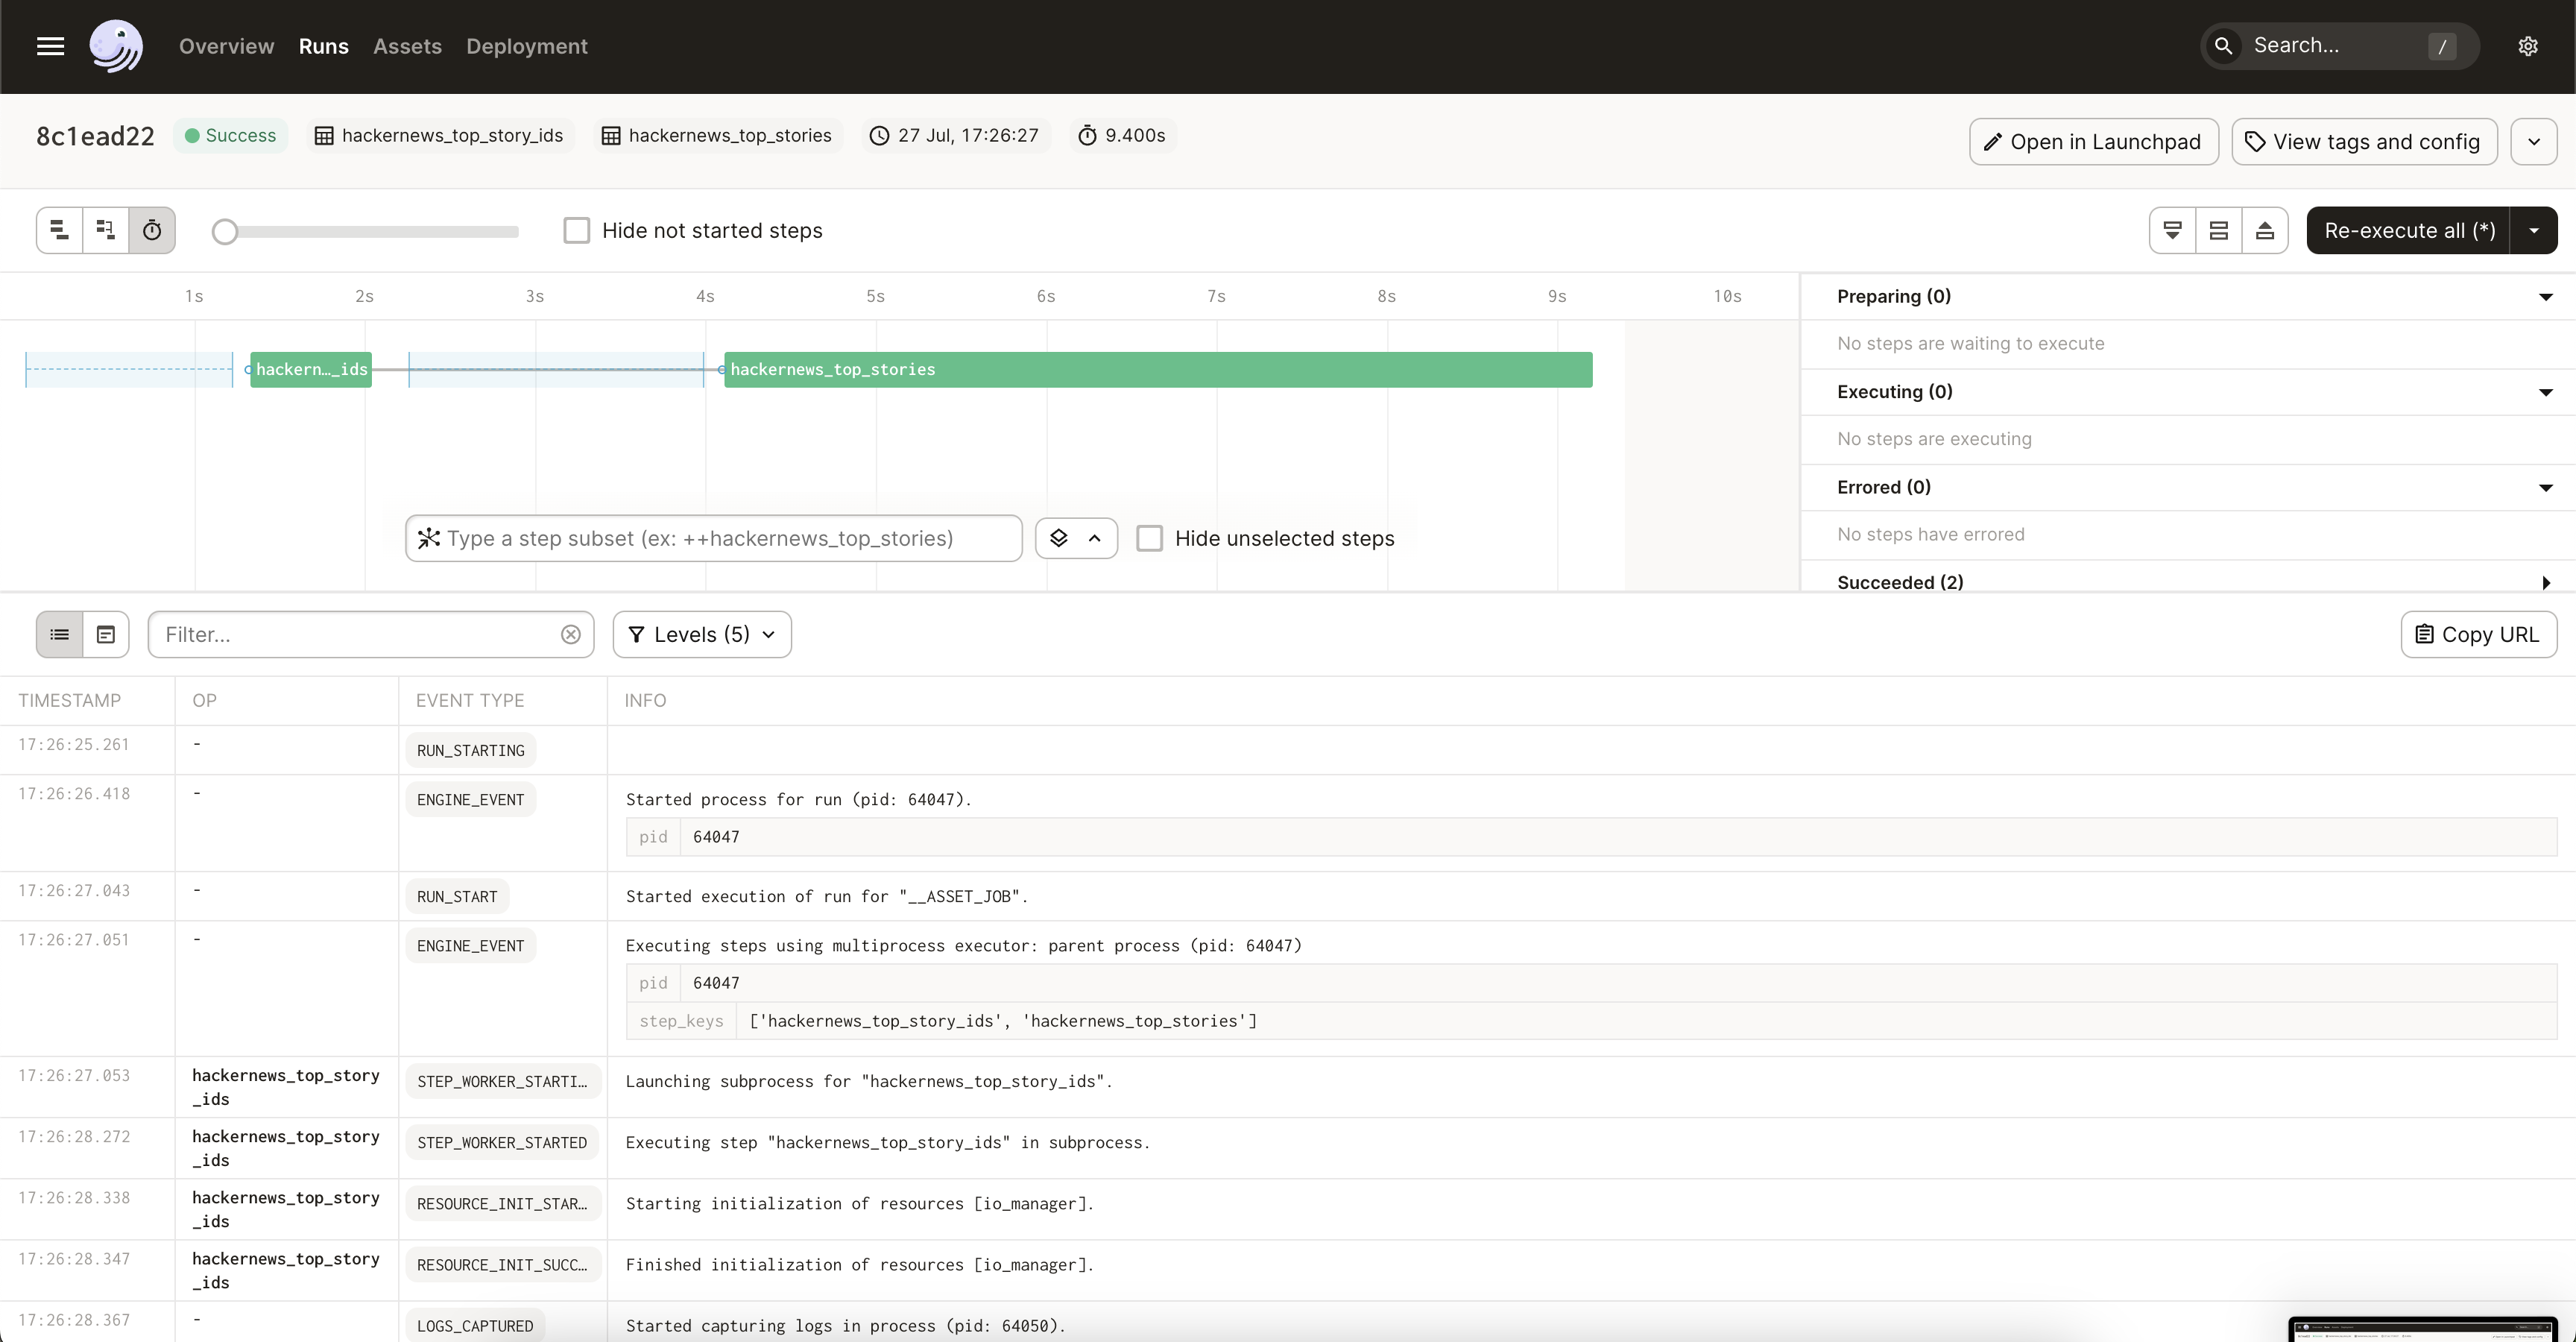 Overview Runs Assets Deployment Search... /
8c1ead22 Success hackernews_top_story_ids hackernews_top_stories 27 Jul, 17:26:27 9.400s Open in Launchpad View tags and config
Hide not started steps Re-execute all (*)
1s 2s 3s 4s 5s 6s 7s 8s 9s 10s
hackern…_ids hackernews_top_stories
Type a step subset (ex: ++hackernews_top_stories) Hide unselected steps
Preparing (0)
No steps are waiting to execute
Executing (0)
No steps are executing
Errored (0)
No steps have errored
Succeeded (2)
Filter... Levels (5) Copy URL
TIMESTAMP OP EVENT TYPE INFO
17:26:25.261 - RUN_STARTING
17:26:26.418 - ENGINE_EVENT Started process for run (pid: 64047).
pid 64047
17:26:27.043 - RUN_START Started execution of run for "__ASSET_JOB".
17:26:27.051 - ENGINE_EVENT Executing steps using multiprocess executor: parent process (pid: 64047)
pid 64047
step_keys ['hackernews_top_story_ids', 'hackernews_top_stories']
17:26:27.053 hackernews_top_story
_ids STEP_WORKER_STARTI… Launching subprocess for "hackernews_top_story_ids".
17:26:28.272 hackernews_top_story
_ids STEP_WORKER_STARTED Executing step "hackernews_top_story_ids" in subprocess.
17:26:28.338 hackernews_top_story
_ids RESOURCE_INIT_STAR… Starting initialization of resources [io_manager].
17:26:28.347 hackernews_top_story
_ids RESOURCE_INIT_SUCC… Finished initialization of resources [io_manager].
17:26:28.367 - LOGS_CAPTURED Started capturing logs in process (pid: 64050).